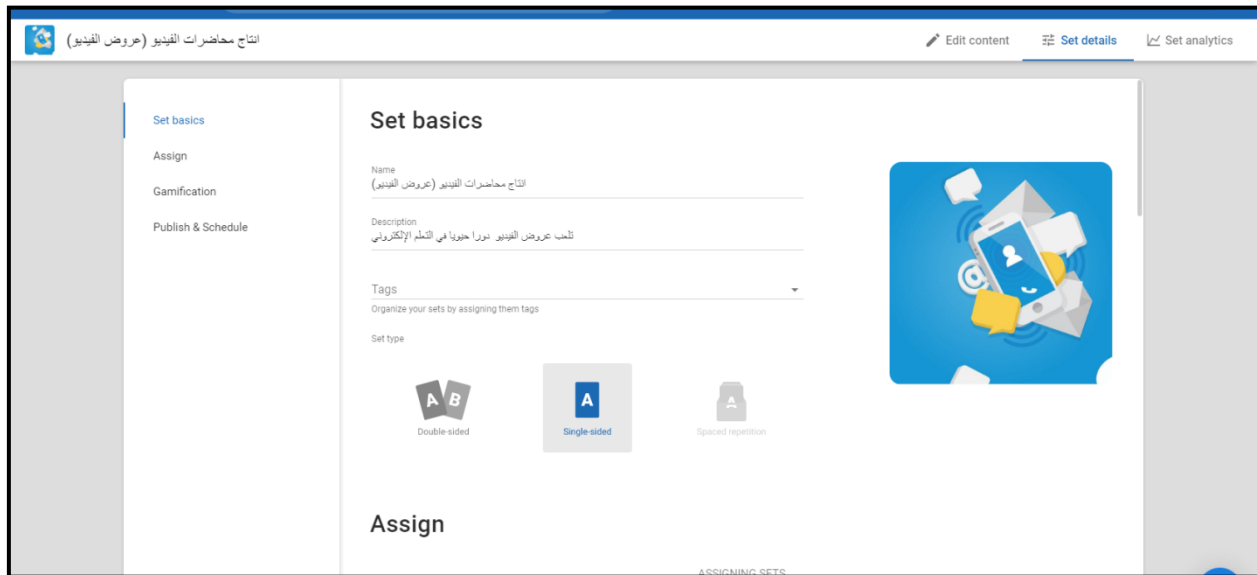 انتاج محاضرات الفيديو (عروض الفيديو)
Edit content
Set details
Set analytics
Set basics
Assign
Gamification
Publish & Schedule
Set basics
Name
انتاج محاضرات الفيديو (عروض الفيديو)
Description
تلعب عروض الفيديو دورا حيويا في التعلم الإلكتروني
Tags
Organize your sets by assigning them tags
Set type
A B
Double-sided
A
Single-sided
A
Spaced repetition
@
Assign
ASSIGNING SETS